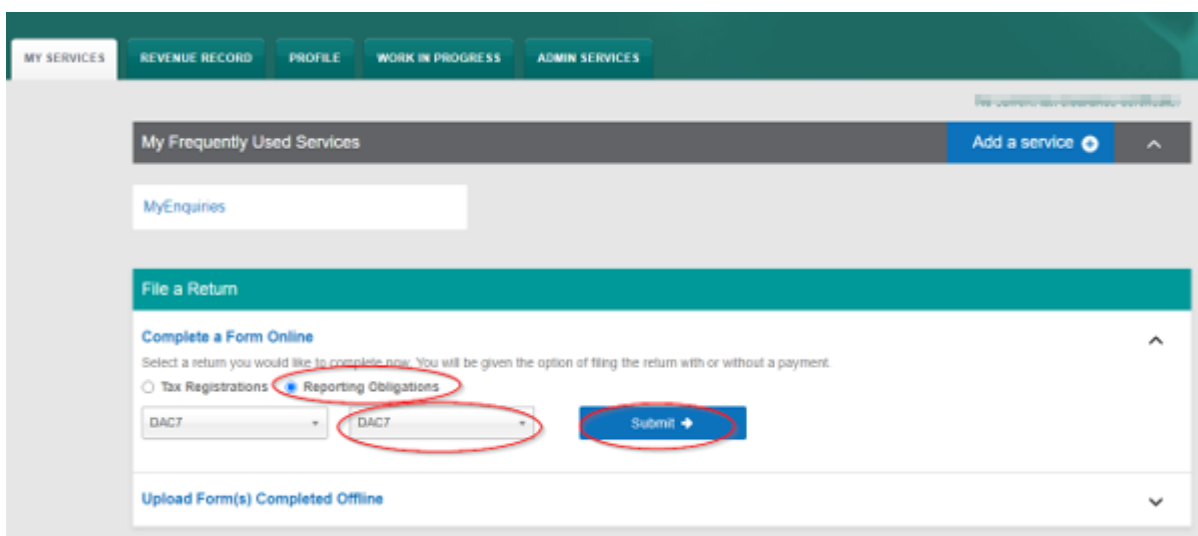 MY SERVICES REVENUE RECORD PROFILE WORK IN PROGRESS ADMIN SERVICES
My Frequently Used Services Add a service
MyEnquiries
File a Return
Complete a Form Online
Select a return you would like to complete now. You will be given the option of filing the return with or without a payment.
Tax Registrations Reporting Obligations
DAC7 DAC7 Submit
Upload Form(s) Completed Offline